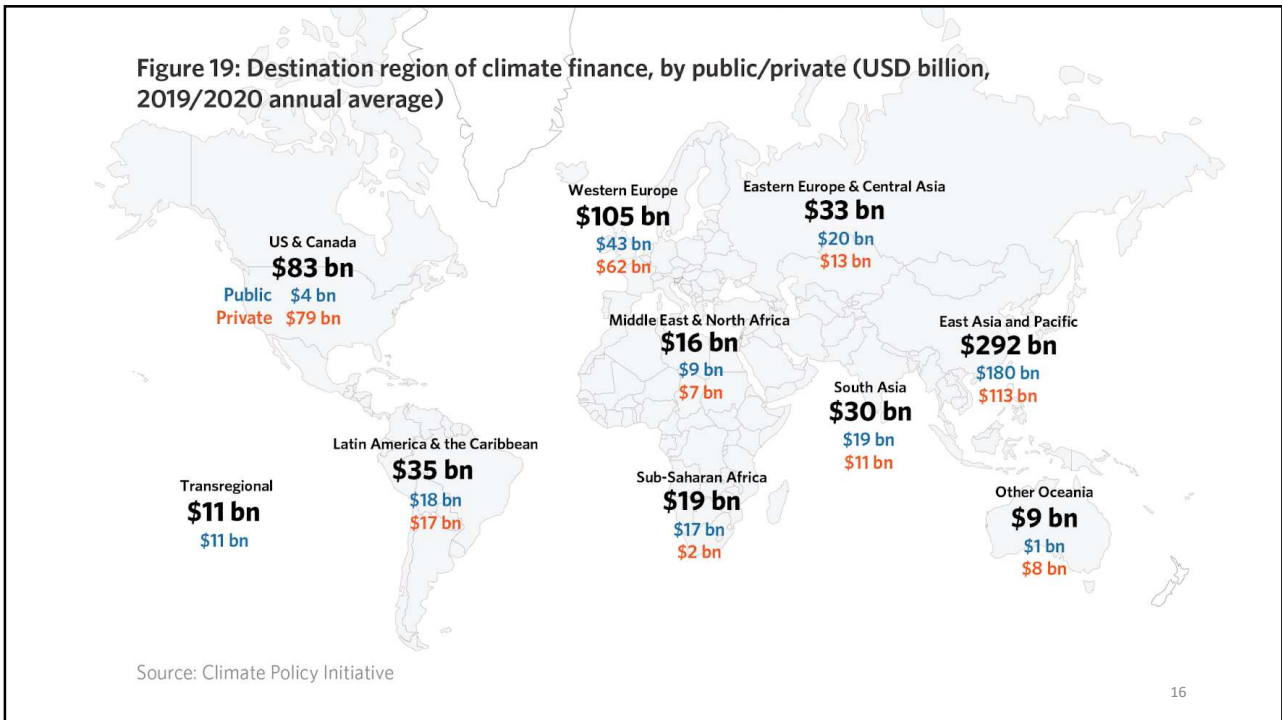 Figure 19: Destination region of climate finance, by public/private (USD billion,
2019/2020 annual average)
US & Canada
$83 bn
Public $4 bn
Private $79 bn
Western Europe
$105 bn
$43 bn
$62 bn
Eastern Europe & Central Asia
$33 bn
$20 bn
$13 bn
Middle East & North Africa
$16 bn
$9 bn
$7 bn
East Asia and Pacific
$292 bn
$180 bn
$113 bn
South Asia
$30 bn
$19 bn
$11 bn
Latin America & the Caribbean
$35 bn
$18 bn
$17 bn
Transregional
$11 bn
$11 bn
Sub-Saharan Africa
$19 bn
$17 bn
$2 bn
Other Oceania
$9 bn
$1 bn
$8 bn
Source: Climate Policy Initiative
16